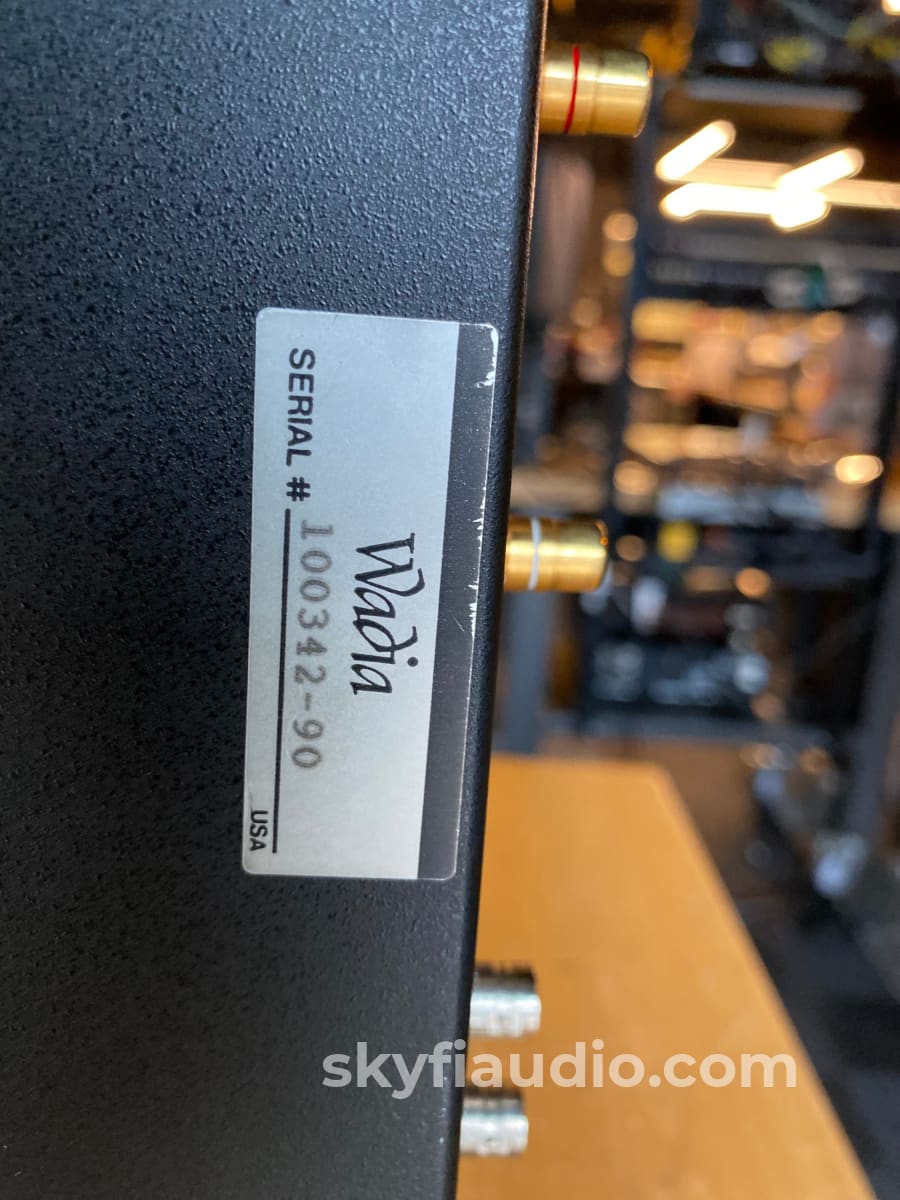 Wadia
SERIAL # 100342-90
USA
skyfiaudio.com